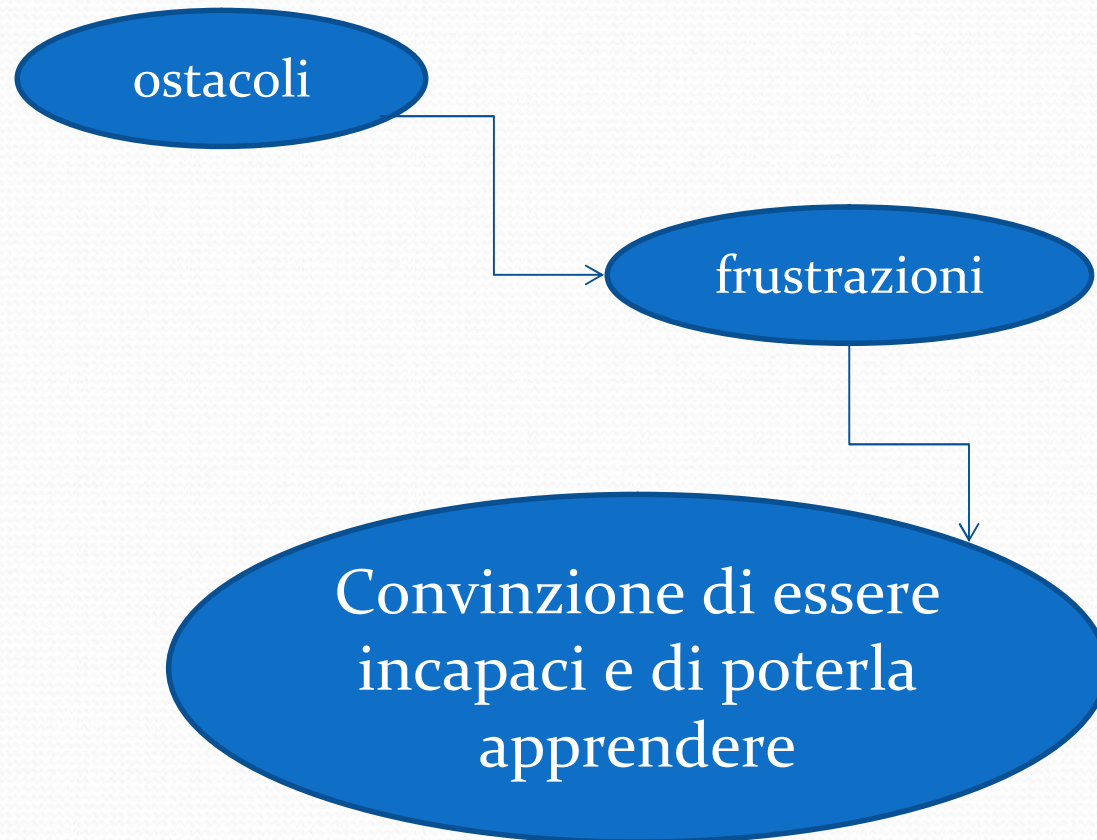 ostacoli
frustrazioni
Convinzione di essere
incapaci e di poterla
apprendere